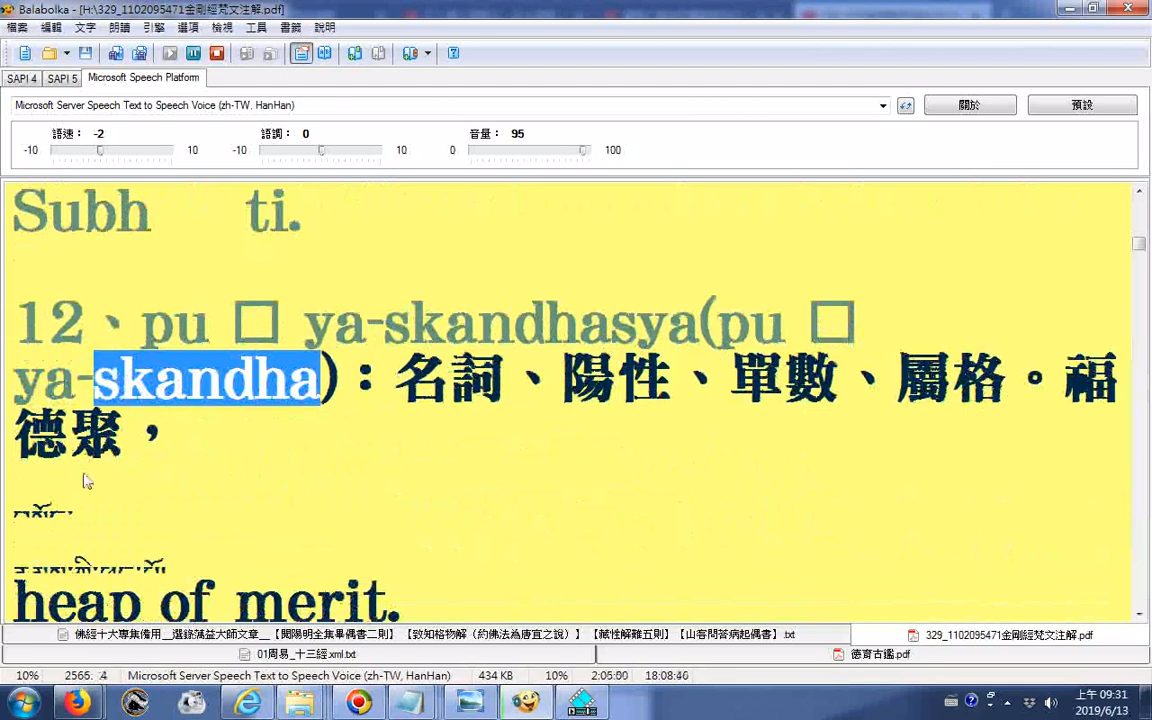 Balabolka - [H:\329_1102095471金剛經梵文注解.pdf]
檔案 編輯 文字 朗讀 引擎 選項 檢視 工具 書籤 說明
SAPI 4 SAPI 5 Microsoft Speech Platform
Microsoft Server Speech Text to Speech Voice (zh-TW, HanHan) 關於 預設
語速： -2 語調： 0 音量： 95
-10 10 -10 10 0 100
Subh ti.
12、pu □ ya-skandhasya(pu □
ya-skandha)：名詞、陽性、單數、屬格。福
德聚，
heap of merit.
佛經十大專集備用__選錄蕅益大師文章__【閱陽明全集畢偶書二則】【致知格物解（約佛法為唐宜之說）】【藏性解難五則】【山客問答病起偶書】.txt 329_1102095471金剛經梵文注解.pdf
01周易_十三經.xml.txt 德育古鑑.pdf
10% 2565: 4 Microsoft Server Speech Text to Speech Voice (zh-TW, HanHan) 434 KB 10% 2:05:00 18:08:46
上午 09:31
2019/6/13